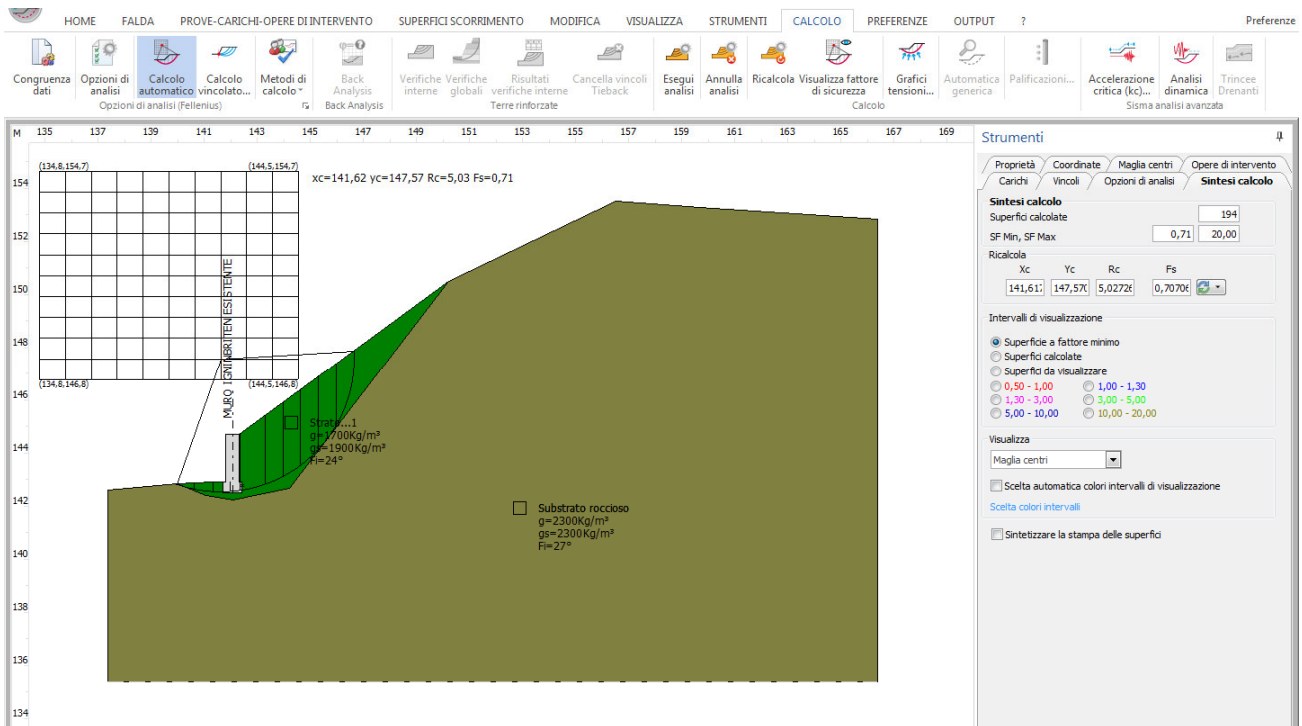 HOME FALDA PROVE-CARICHI-OPERE DI INTERVENTO SUPERFICI SCORRIMENTO MODIFICA VISUALIZZA STRUMENTI CALCOLO PREFERENZE OUTPUT ? Preferenze
Congruenza dati
Opzioni di analisi
Calcolo automatico
Calcolo vincolato...
Metodi di calcolo
Back Analysis
Verifiche interne
Verifiche globali
Risultati verifiche interne
Cancella vincoli Tieback
Esegui analisi
Annulla analisi
Ricalcola
Visualizza fattore di sicurezza
Grafici tensioni...
Automatica generica
Palificazioni...
Accelerazione critica (kc)...
Analisi dinamica
Trincee Drenanti
Opzioni di analisi (Fellenius) Back Analysis Terre rinforzate Calcolo Sisma analisi avanzata
M 135 137 139 141 143 145 147 149 151 153 155 157 159 161 163 165 167 169
154
152
150
148
146
144
142
140
138
136
134
(134,8,154,7) (144,5,154,7)
xc=141,62 yc=147,57 Rc=5,03 Fs=0,71
(134,8,146,8) (144,5,146,8)
Strato...1
g=1700Kg/m³
gs=1900Kg/m³
Fi=24°
Substrato roccioso
g=2300Kg/m³
gs=2300Kg/m³
Fi=27°
Strumenti
Proprietà Coordinate Maglia centri Opere di intervento
Carichi Vincoli Opzioni di analisi Sintesi calcolo
Sintesi calcolo
Superfici calcolate 194
SF Min, SF Max 0,71 20,00
Ricalcola
Xc Yc Rc Fs
141,617 147,570 5,02726 0,70706
Intervalli di visualizzazione
Superficie a fattore minimo
Superfici calcolate
Superfici da visualizzare
0,50 - 1,00 1,00 - 1,30
1,30 - 3,00 3,00 - 5,00
5,00 - 10,00 10,00 - 20,00
Visualizza
Maglia centri
Scelta automatica colori intervalli di visualizzazione
Scelta colori intervalli
Sintetizzare la stampa delle superfici